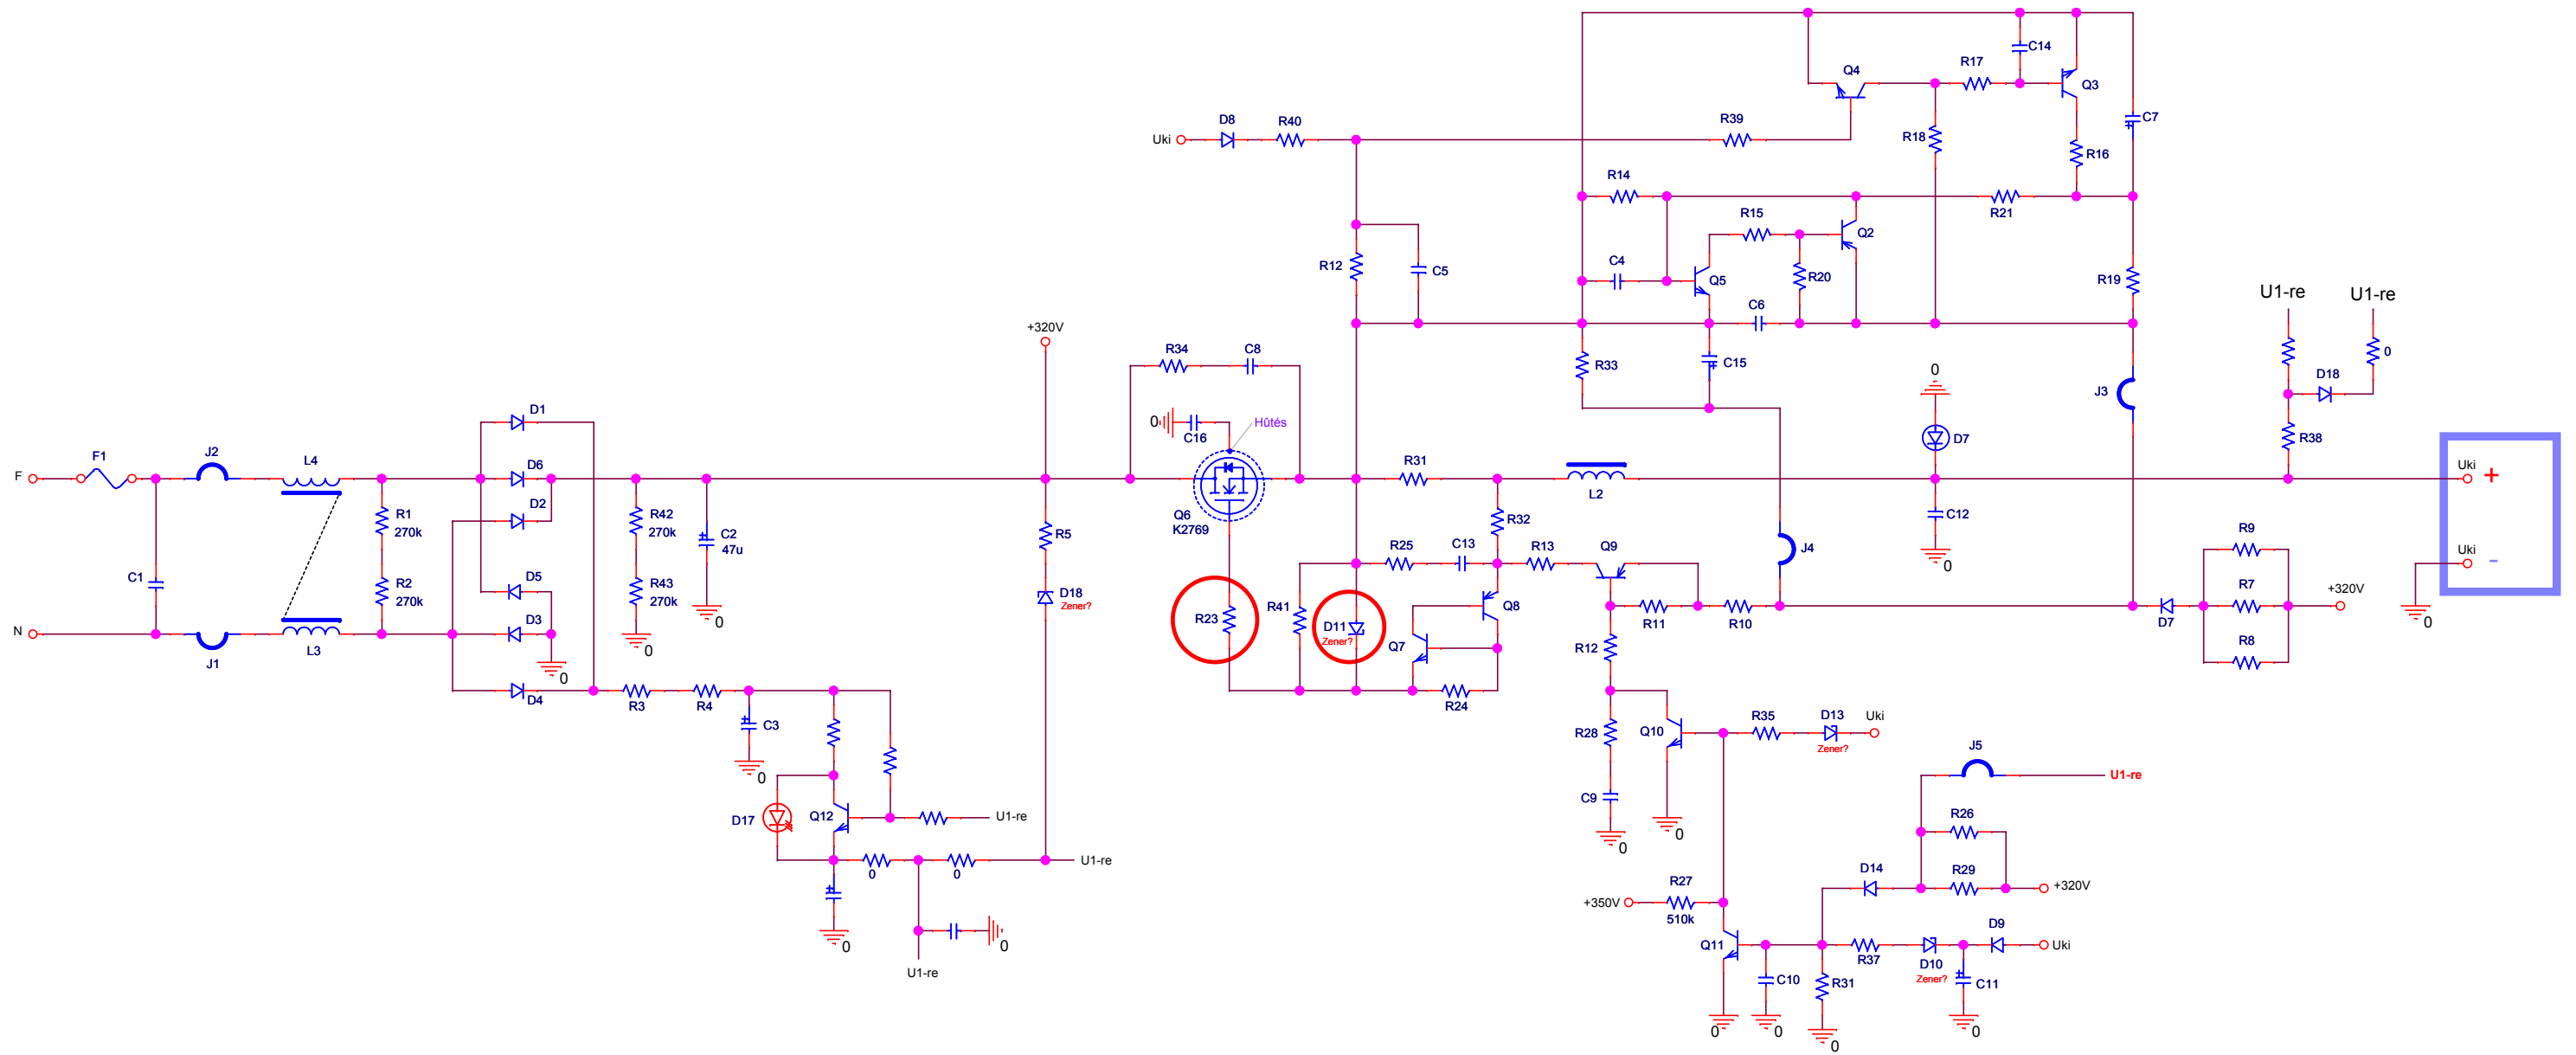 C14
R17
Q4
Q3
D8
R40
R39
C7
Uki
R18
R16
R14
R21
R15
Q2
R12
C5
C4
Q5
R20
R19
C6
U1-re
U1-re
+320V
R34
C8
R33
C15
0
0
D18
J3
0
C16
Hûtés
D1
R38
D7
J2
F1
L4
D6
R31
Uki
+
F
L2
D2
Q6
K2769
R1
270k
R42
270k
C2
47u
R5
R32
C12
R9
R25
C13
R13
Q9
J4
0
Uki
-
C1
D5
R2
270k
R43
270k
D18
Zener?
R41
D11
Zener?
Q8
R7
+320V
R23
R11
R10
D7
0
N
D3
0
J1
L3
0
0
Q7
R12
R8
D4
R3
R4
R24
C3
R28
Q10
R35
D13
Uki
Zener?
0
J5
U1-re
C9
D17
Q12
U1-re
R26
0
0
U1-re
D14
R29
+320V
0
0
R27
+350V
510k
D9
Q11
Uki
0
0
R37
D10
Zener?
U1-re
C10
R31
C11
0
0
0
0